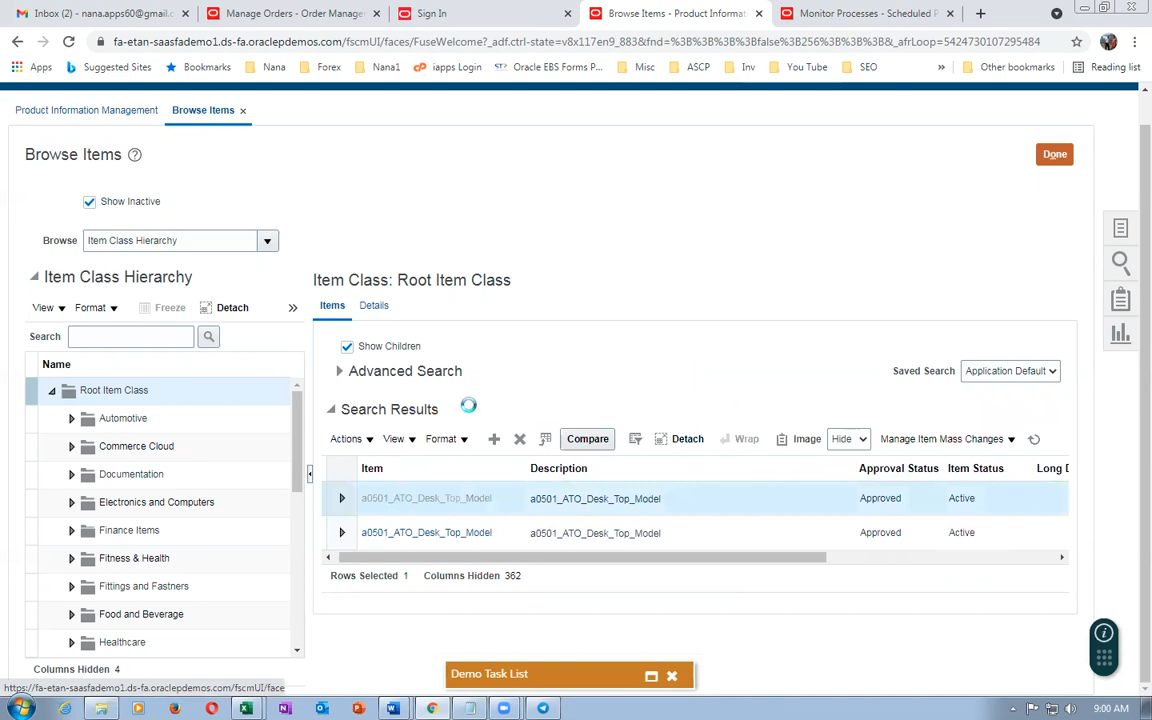 Inbox (2) - nana.apps60@gmail.c
Manage Orders - Order Manage
Sign In
Browse Items - Product Informat
Monitor Processes - Scheduled P
fa-etan-saasfademo1.ds-fa.oraclepdemos.com/fscmUI/faces/FuseWelcome?_adf.ctrl-state=v8x117en9_883&fnd=%3B%3B%3B%3Bfalse%3B256%3B%3B%3B&_afrLoop=5424730107295484
Apps
Suggested Sites
Bookmarks
Nana
Forex
Nana1
iapps Login
Oracle EBS Forms P...
Misc
ASCP
Inv
You Tube
SEO
»
Other bookmarks
Reading list
Product Information Management
Browse Items
Browse Items
Done
Show Inactive
Browse
Item Class Hierarchy
Item Class Hierarchy
View
Format
Freeze
Detach
»
Search
Name
Root Item Class
Automotive
Commerce Cloud
Documentation
Electronics and Computers
Finance Items
Fitness & Health
Fittings and Fastners
Food and Beverage
Healthcare
Columns Hidden 4
Item Class: Root Item Class
Items
Details
Show Children
Advanced Search
Saved Search
Application Default
Search Results
Actions
View
Format
Compare
Detach
Wrap
Image
Hide
Manage Item Mass Changes
Item
Description
Approval Status
Item Status
Long D
a0501_ATO_Desk_Top_Model
a0501_ATO_Desk_Top_Model
Approved
Active
a0501_ATO_Desk_Top_Model
a0501_ATO_Desk_Top_Model
Approved
Active
Rows Selected 1
Columns Hidden 362
Demo Task List
https://fa-etan-saasfademo1.ds-fa.oraclepdemos.com/fscmUI/face
9:00 AM